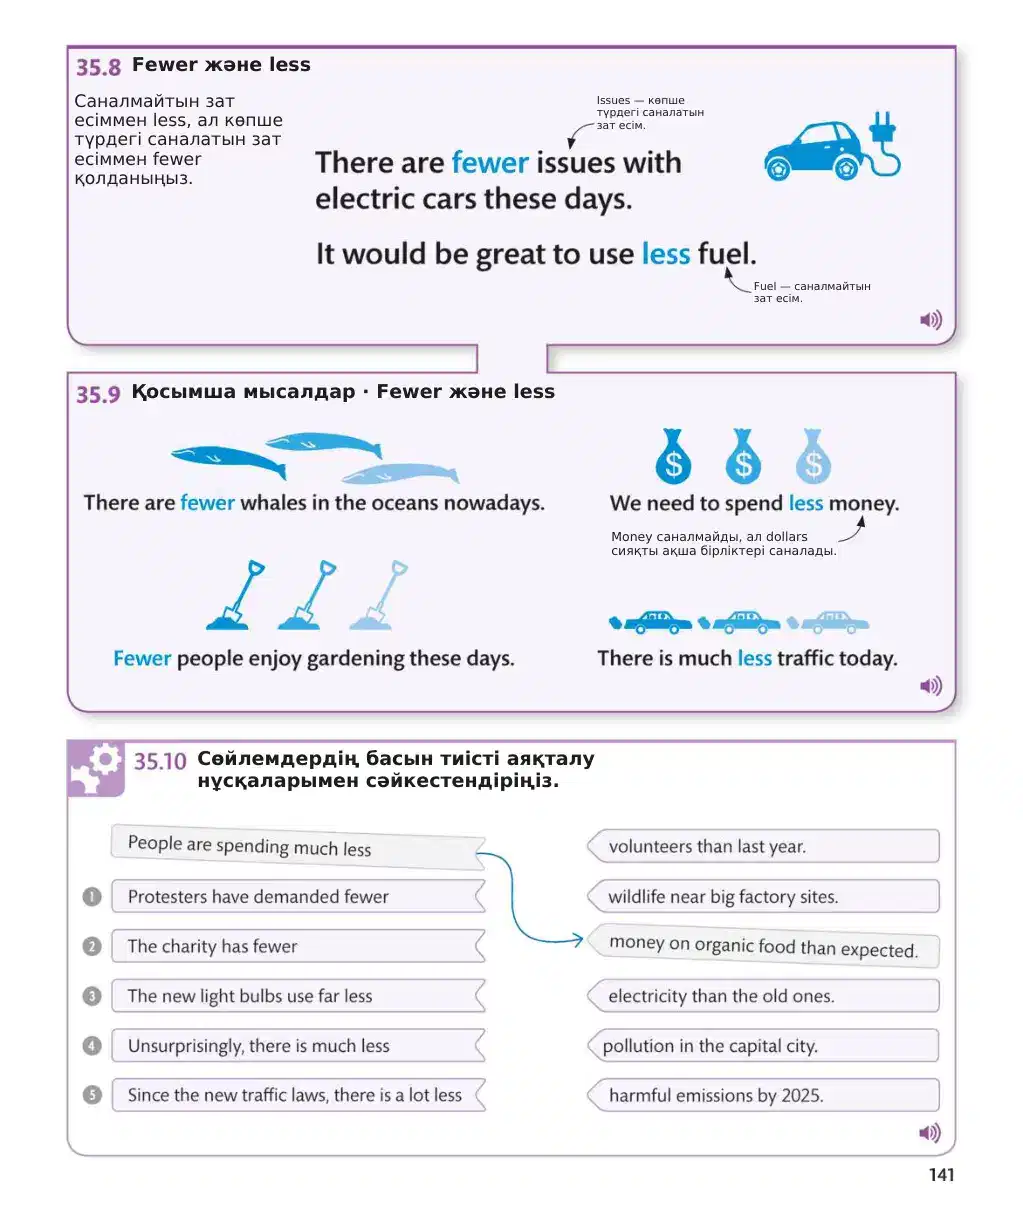 35.8 Fewer және less
Саналмайтын зат
есіммен less, ал көпше
түрдегі саналатын зат
есіммен fewer
қолданыңыз.
Issues — көпше
түрдегі саналатын
зат есім.
There are fewer issues with
electric cars these days.
It would be great to use less fuel.
Fuel — саналмайтын
зат есім.
35.9 Қосымша мысалдар · Fewer және less
There are fewer whales in the oceans nowadays.
$ $ $
We need to spend less money.
Money саналмайды, ал dollars
сияқты ақша бірліктері саналады.
Fewer people enjoy gardening these days.
There is much less traffic today.
35.10 Сөйлемдердің басын тиісті аяқталу
нұсқаларымен сәйкестендіріңіз.
People are spending much less
1 Protesters have demanded fewer
2 The charity has fewer
3 The new light bulbs use far less
4 Unsurprisingly, there is much less
5 Since the new traffic laws, there is a lot less
volunteers than last year.
wildlife near big factory sites.
money on organic food than expected.
electricity than the old ones.
pollution in the capital city.
harmful emissions by 2025.
141